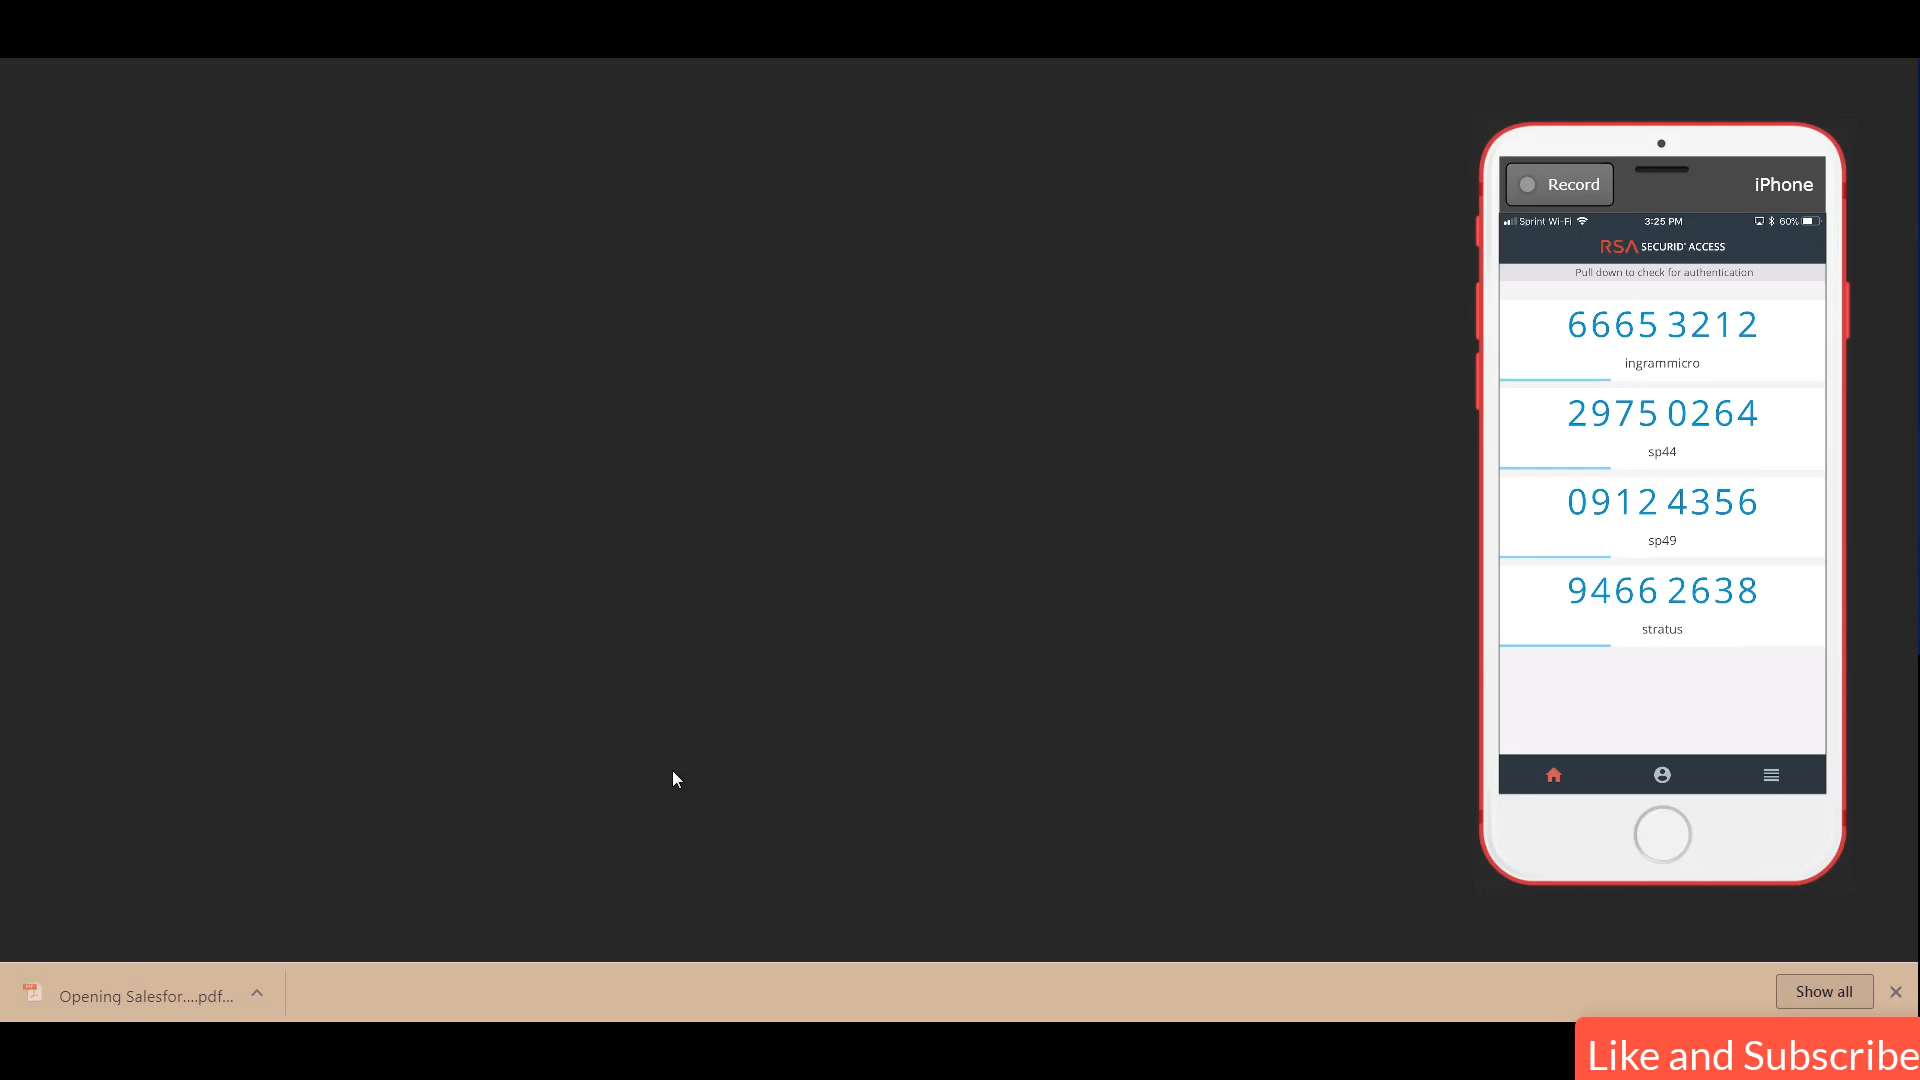 Record
iPhone
Sprint Wi-Fi 3:25 PM 60%
RSA SECURID® ACCESS
Pull down to check for authentication
6665 3212
ingrammicro
2975 0264
sp44
0912 4356
sp49
9466 2638
stratus
Opening Salesfor....pdf...
Show all
Like and Subscribe